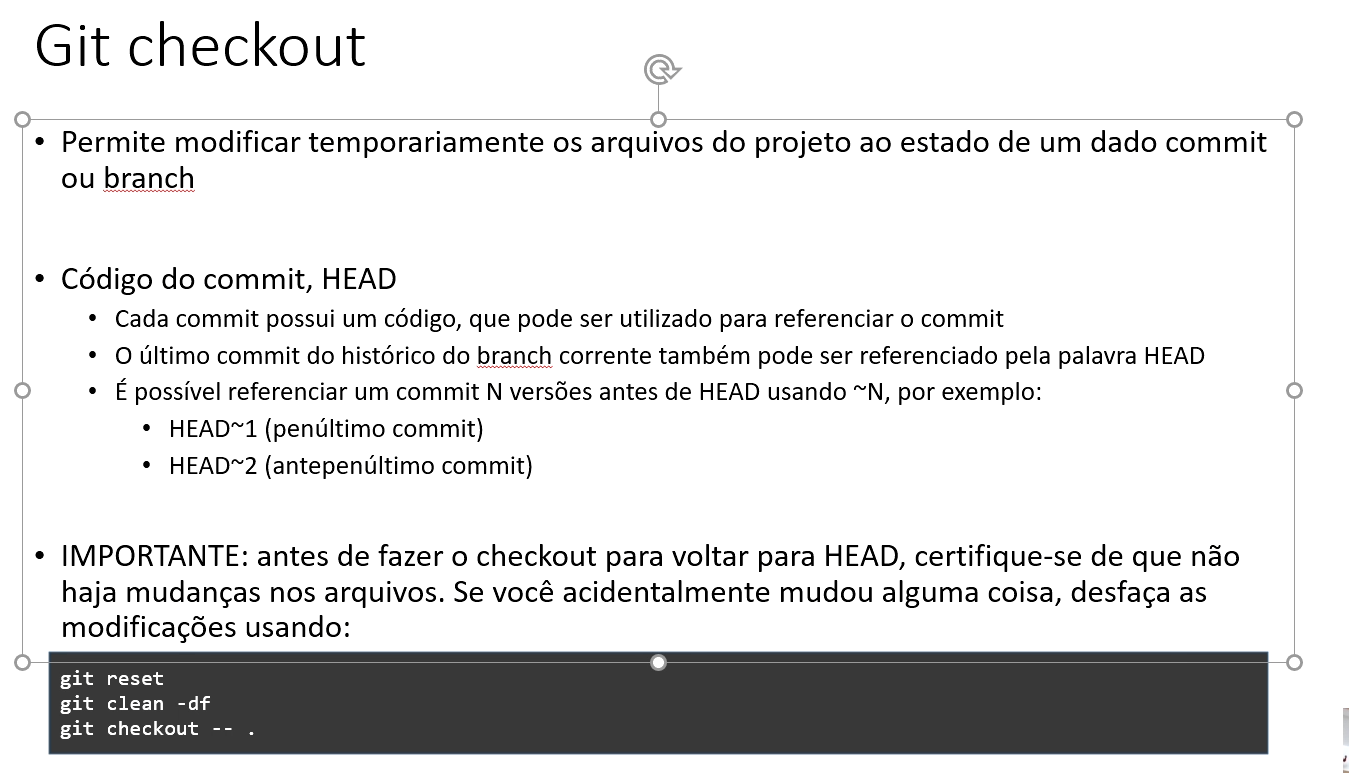 Git checkout
• Permite modificar temporariamente os arquivos do projeto ao estado de um dado commit
ou branch
• Código do commit, HEAD
• Cada commit possui um código, que pode ser utilizado para referenciar o commit
• O último commit do histórico do branch corrente também pode ser referenciado pela palavra HEAD
• É possível referenciar um commit N versões antes de HEAD usando ~N, por exemplo:
• HEAD~1 (penúltimo commit)
• HEAD~2 (antepenúltimo commit)
• IMPORTANTE: antes de fazer o checkout para voltar para HEAD, certifique-se de que não
haja mudanças nos arquivos. Se você acidentalmente mudou alguma coisa, desfaça as
modificações usando:
git reset
git clean -df
git checkout -- .